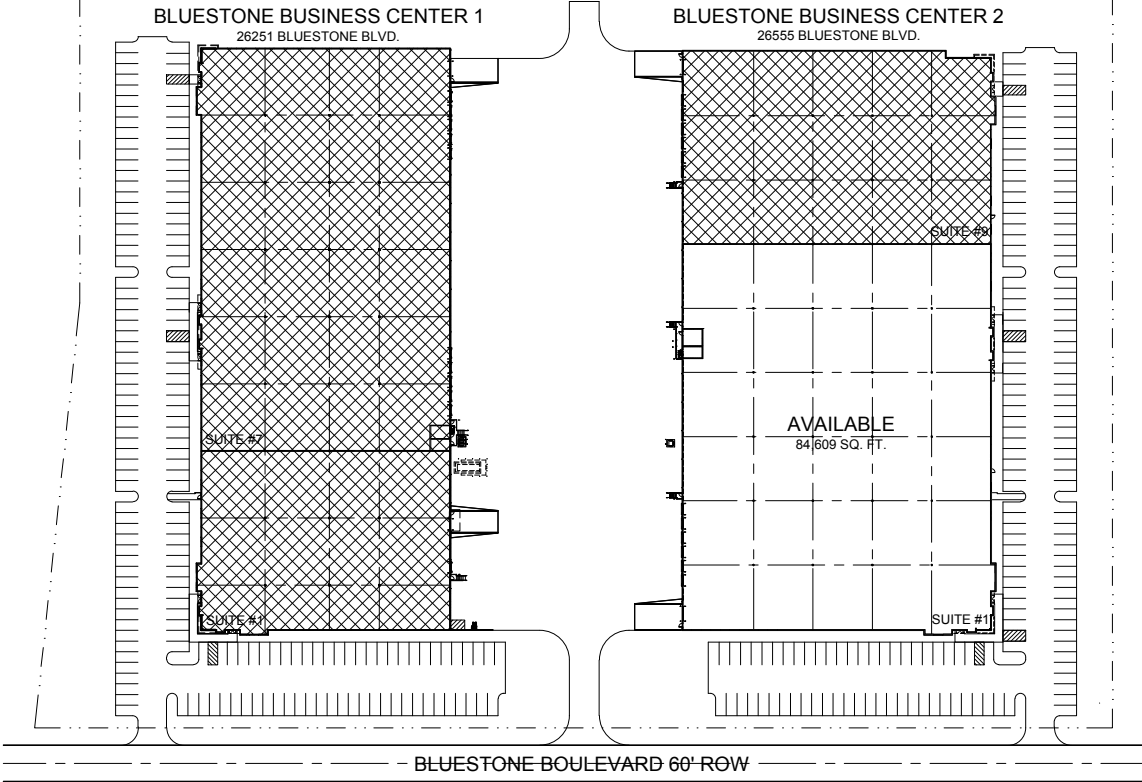 BLUESTONE BUSINESS CENTER 1
26251 BLUESTONE BLVD.
BLUESTONE BUSINESS CENTER 2
26555 BLUESTONE BLVD.
SUITE #9
AVAILABLE
84,609 SQ. FT.
SUITE #7
SUITE #1
SUITE #1
BLUESTONE BOULEVARD 60' ROW